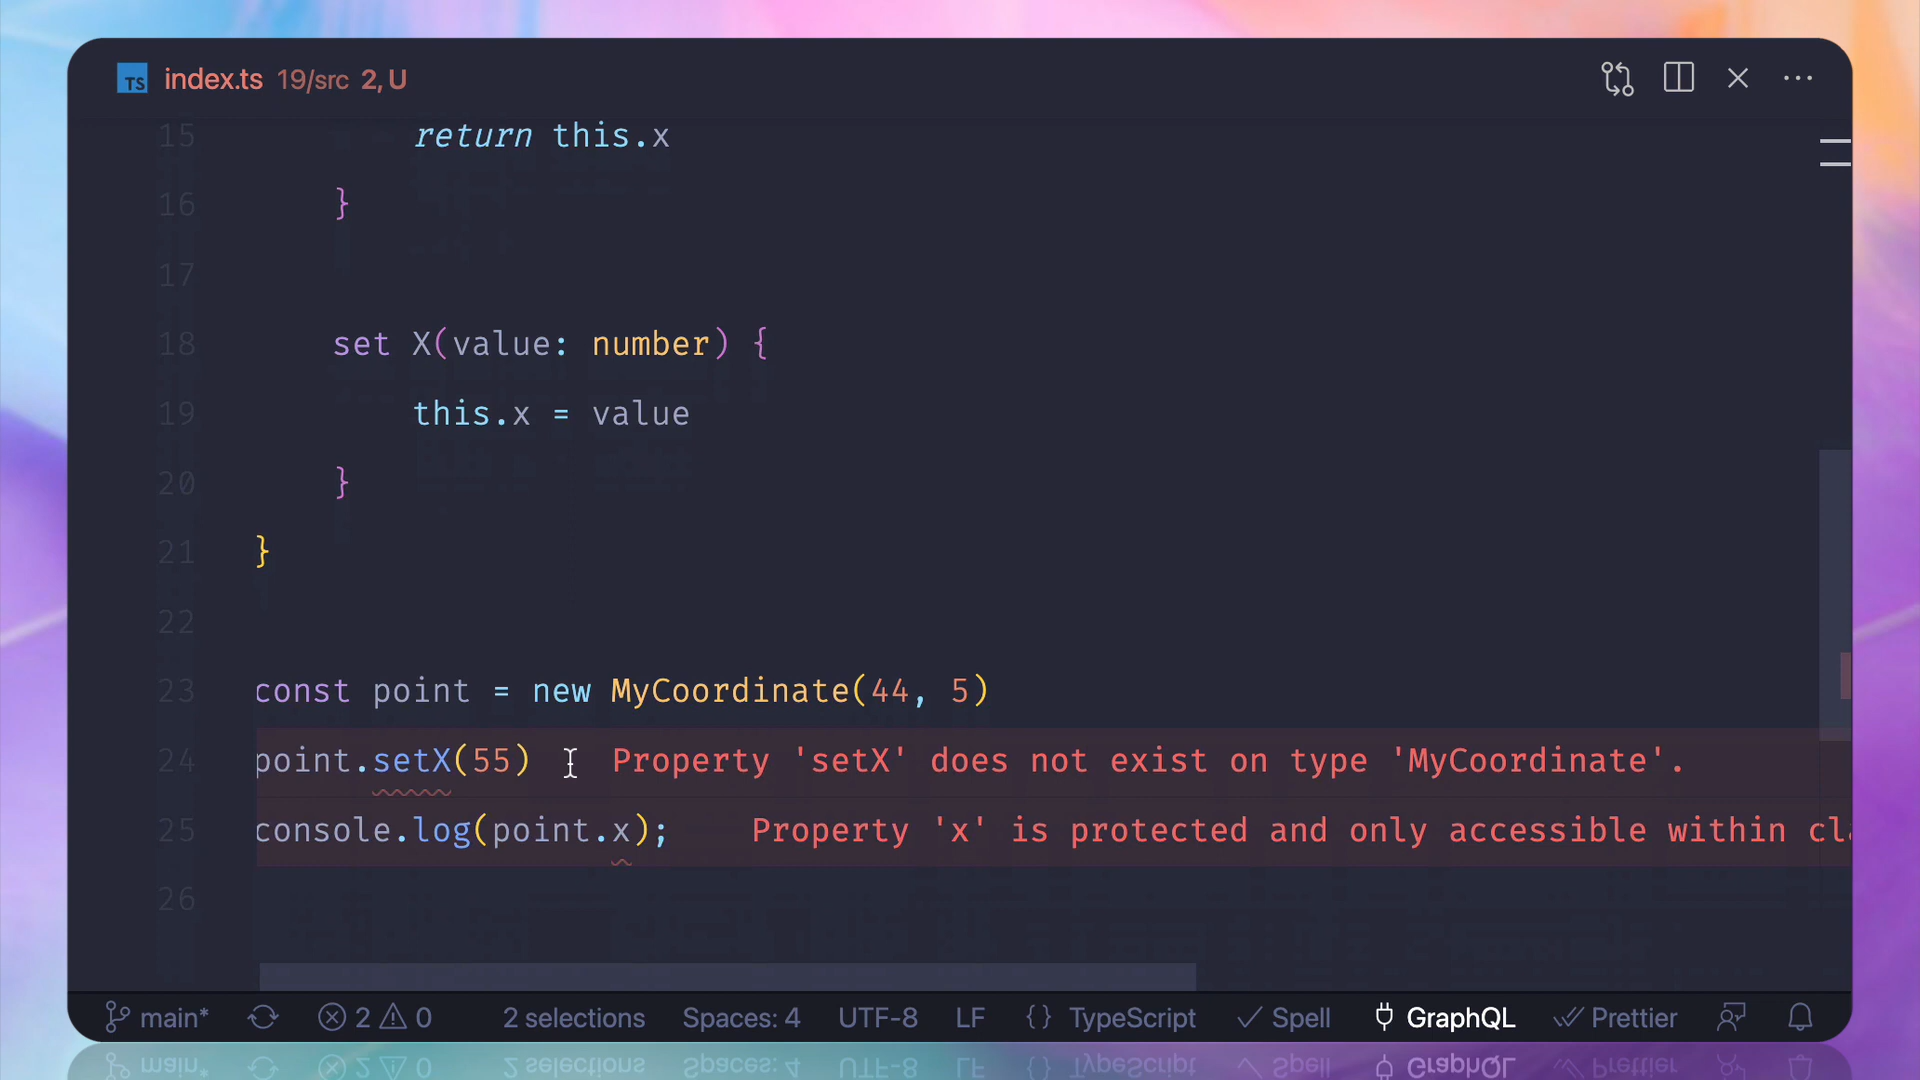 TS index.ts 19/src 2, U
15 return this.x
16 }
17
18 set X(value: number) {
19 this.x = value
20 }
21 }
22
23 const point = new MyCoordinate(44, 5)
24 point.setX(55) Property 'setX' does not exist on type 'MyCoordinate'.
25 console.log(point.x); Property 'x' is protected and only accessible within cl
26
main* 2 0 2 selections Spaces: 4 UTF-8 LF {} TypeScript Spell GraphQL Prettier